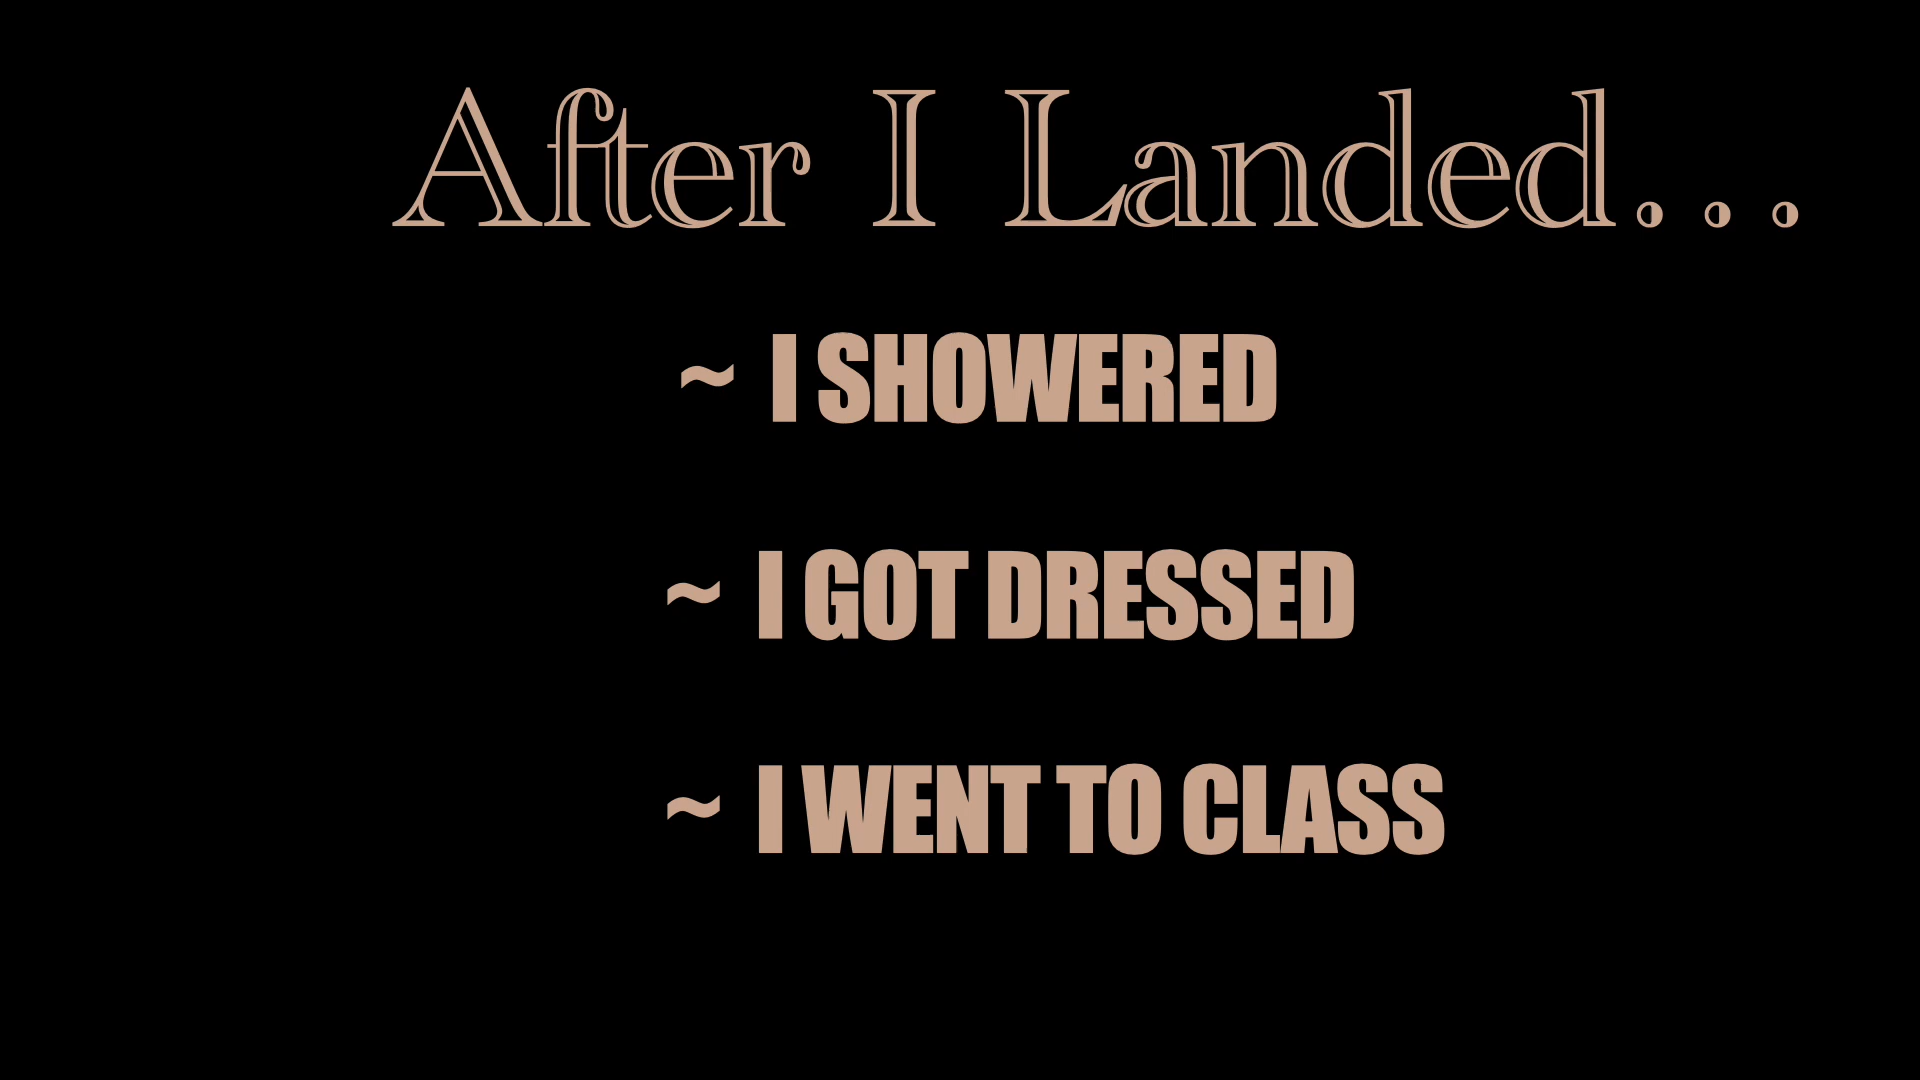 After I Landed...
~ I SHOWERED
~ I GOT DRESSED
~ I WENT TO CLASS